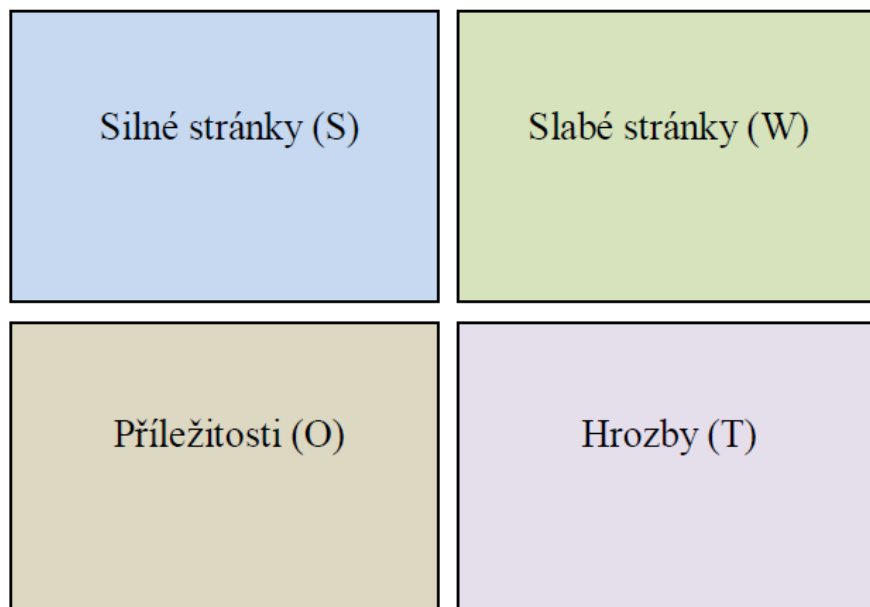 Silné stránky (S)
Slabé stránky (W)
Příležitosti (O)
Hrozby (T)